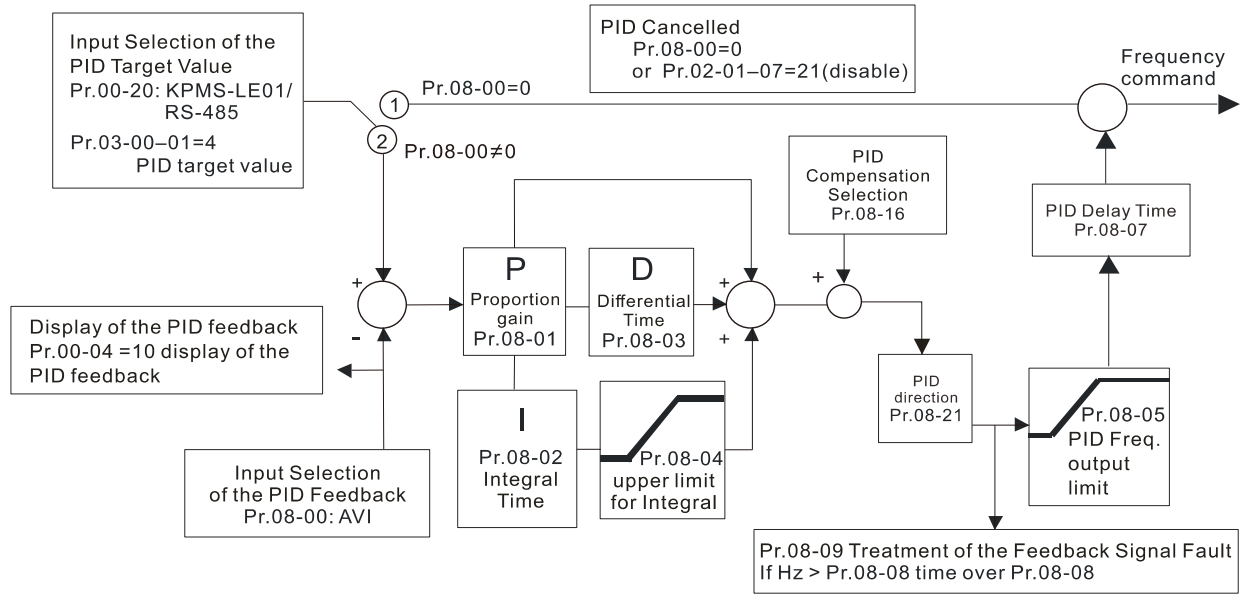 Input Selection of the
PID Target Value
Pr.00-20: KPMS-LE01/
RS-485
Pr.03-00–01=4
PID target value
1
Pr.08-00=0
2
Pr.08-00≠0
PID Cancelled
Pr.08-00=0
or Pr.02-01–07=21(disable)
Frequency
command
PID
Compensation
Selection
Pr.08-16
PID Delay Time
Pr.08-07
+
-
P
Proportion
gain
Pr.08-01
D
Differential
Time
Pr.08-03
+
+
+
Display of the PID feedback
Pr.00-04 =10 display of the
PID feedback
I
Pr.08-02
Integral
Time
Pr.08-04
upper limit
for Integral
PID
direction
Pr.08-21
Pr.08-05
PID Freq.
output
limit
Input Selection
of the PID Feedback
Pr.08-00: AVI
Pr.08-09 Treatment of the Feedback Signal Fault
If Hz > Pr.08-08 time over Pr.08-08